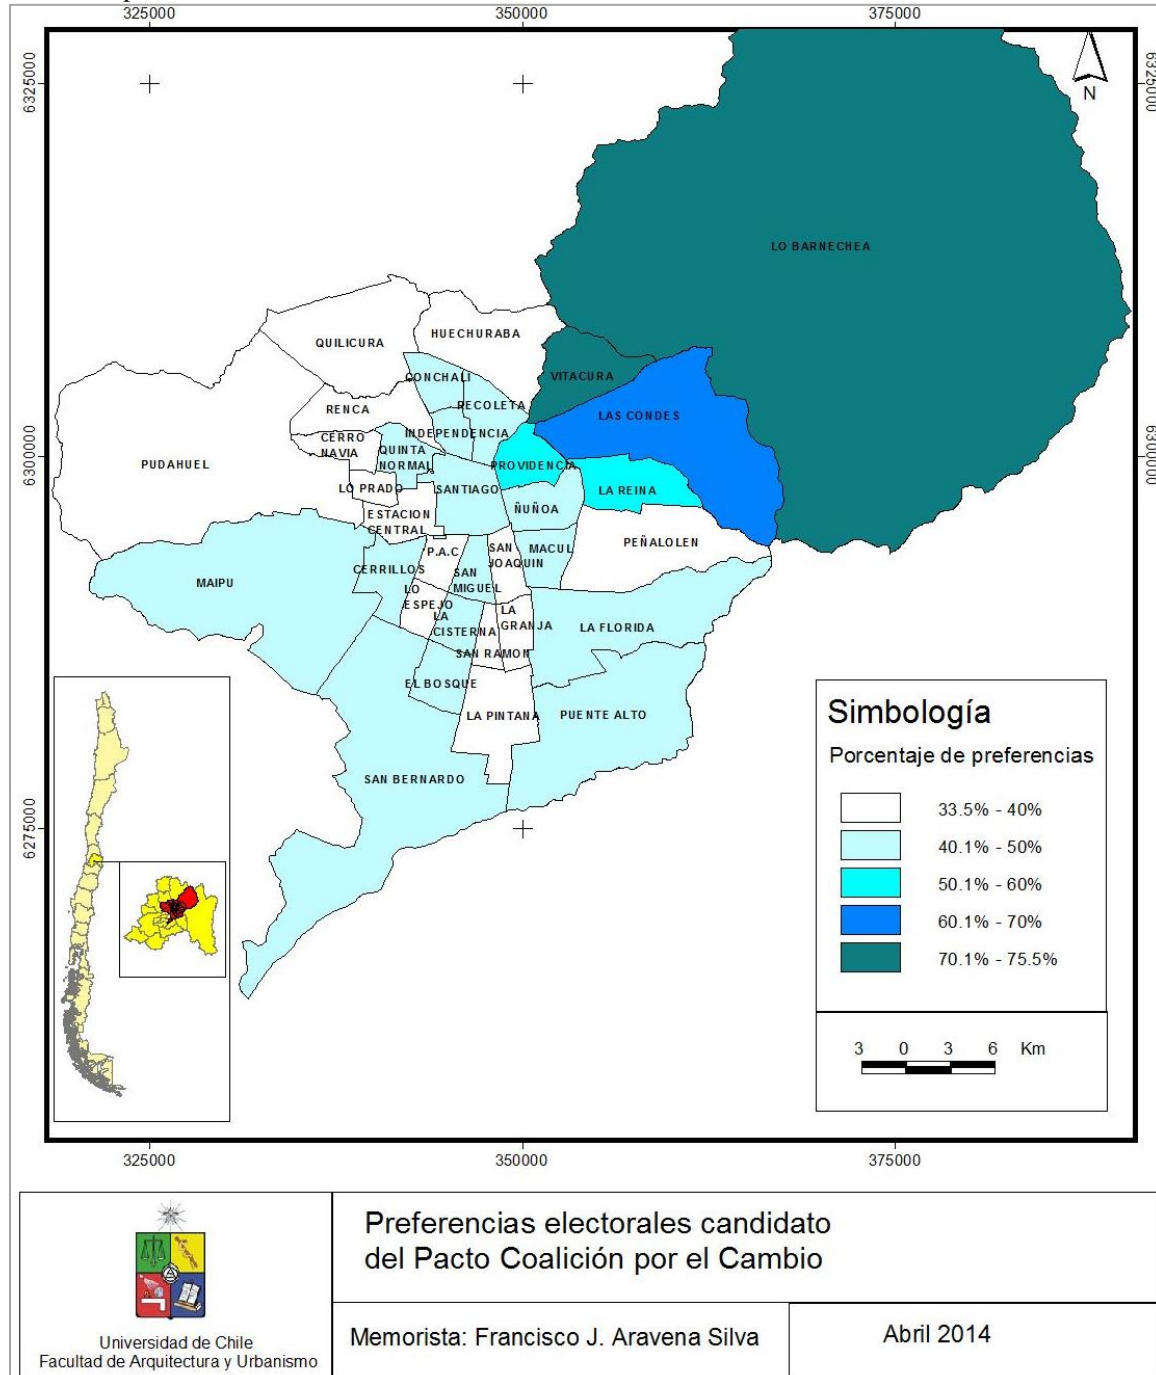 325000 350000 375000
6325000
6325000
N
LO BARNECHEA
QUILICURA
HUECHURABA
CONCHALI
VITACURA
RENCA
RECOLETA
LAS CONDES
CERRO
NAVIA
INDEPENDENCIA
QUINTA
NORMAL
6300000
6300000
PUDAHUEL
PROVIDENCIA
LO PRADO
SANTIAGO
LA REINA
ESTACION
CENTRAL
ÑUÑOA
PEÑALOLEN
P.A.C
SAN
JOAQUIN
MACUL
CERRILLOS
SAN
MIGUEL
MAIPU
LO
ESPEJO
LA
CISTERNA
LA
GRANJA
LA FLORIDA
SAN RAMON
EL BOSQUE
LA PINTANA
PUENTE ALTO
SAN BERNARDO
6275000
Simbología
Porcentaje de preferencias
33.5% - 40%
40.1% - 50%
50.1% - 60%
60.1% - 70%
70.1% - 75.5%
3 0 3 6 Km
325000 350000 375000
Universidad de Chile
Facultad de Arquitectura y Urbanismo
Preferencias electorales candidato
del Pacto Coalición por el Cambio
Memorista: Francisco J. Aravena Silva
Abril 2014